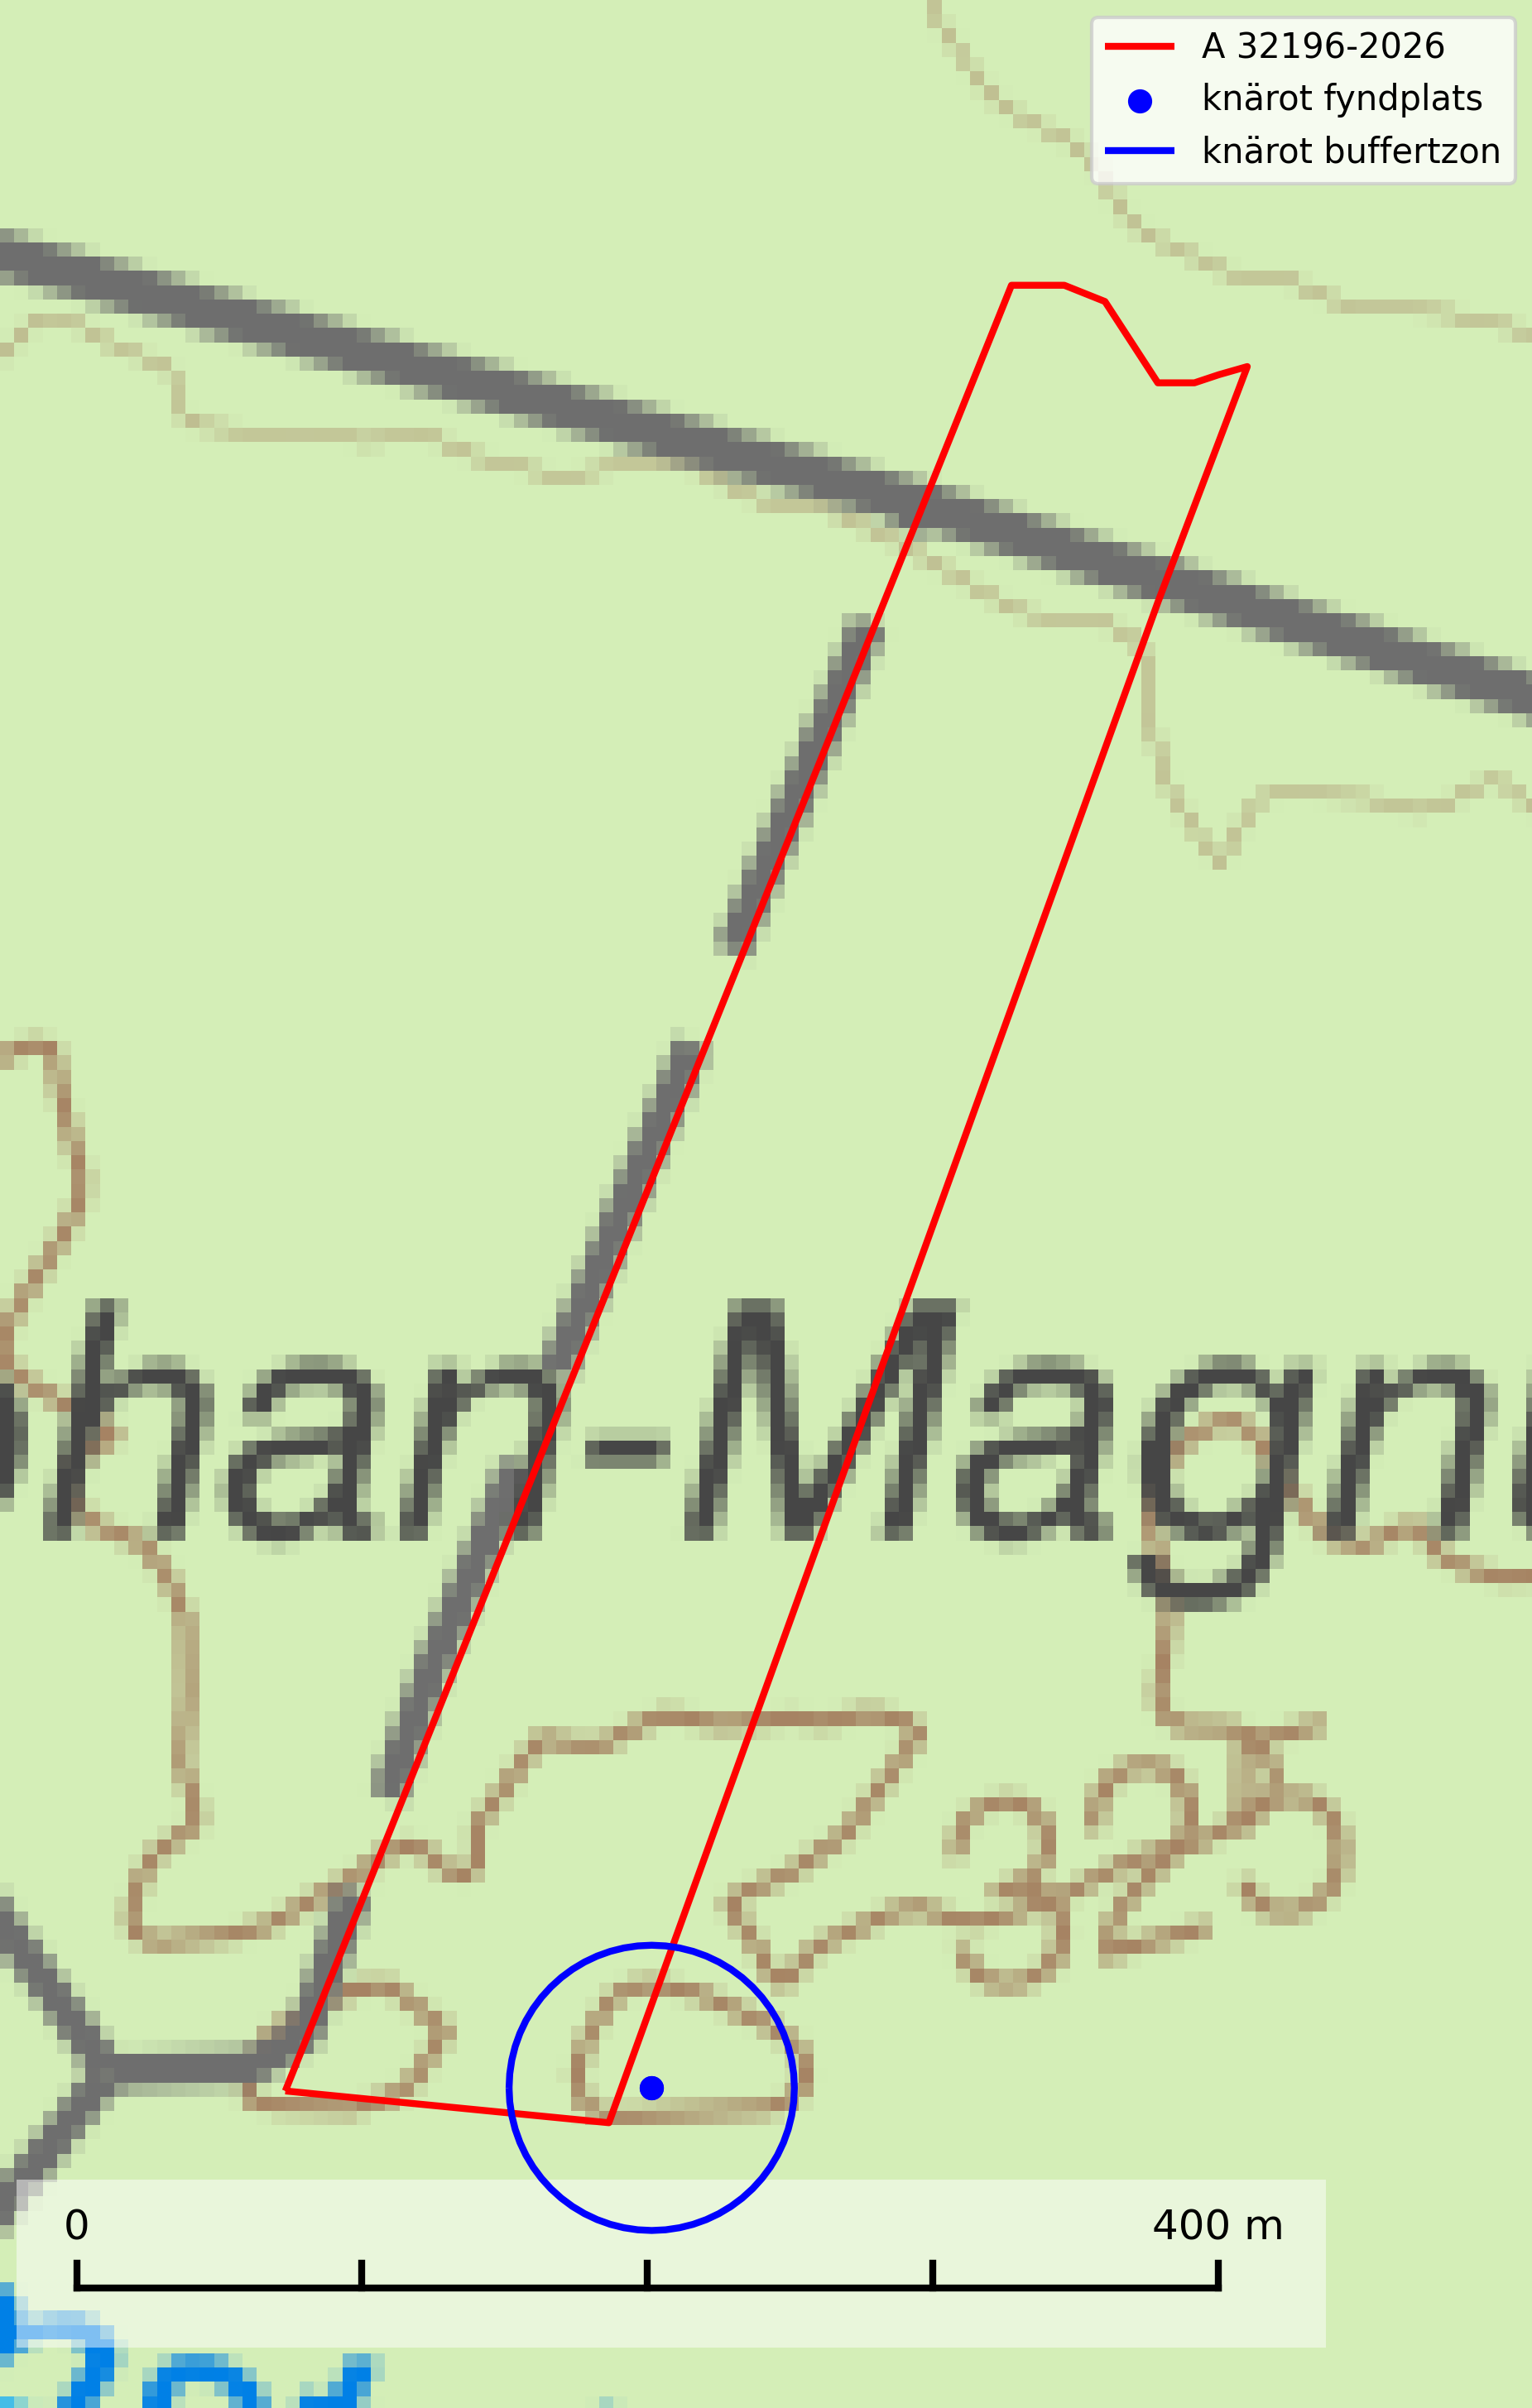 A 32196-2026
knärot fyndplats
knärot buffertzon
han-Magn
325
0 400 m